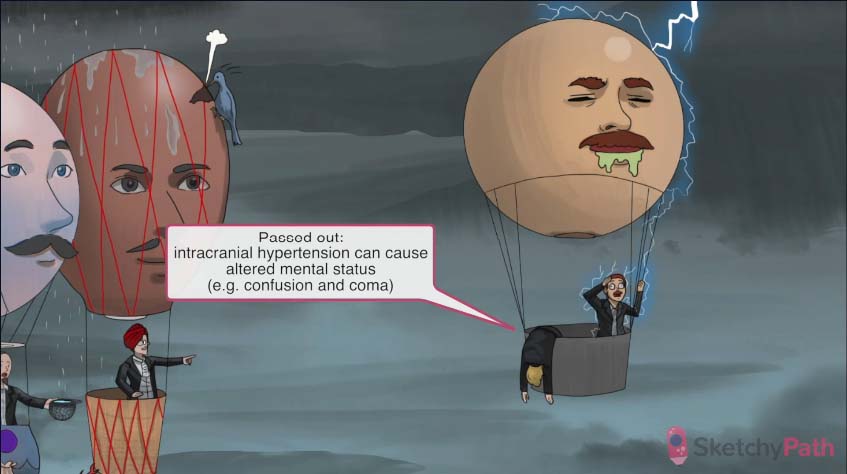 Passed out:
intracranial hypertension can cause
altered mental status
(e.g. confusion and coma)
SketchyPath